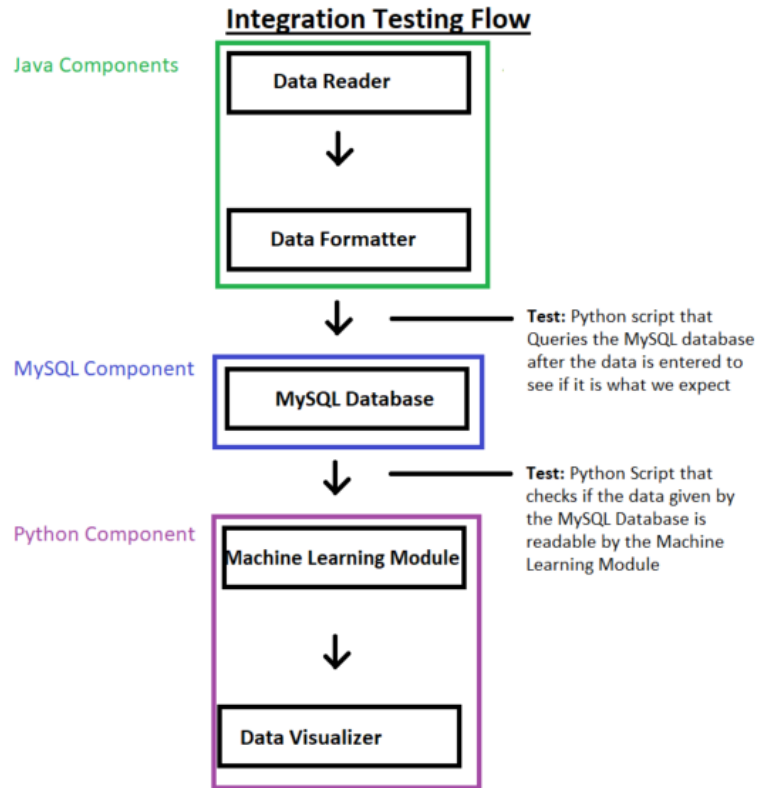 Integration Testing Flow
Java Components
Data Reader
Data Formatter
Test: Python script that
Queries the MySQL database
after the data is entered to
see if it is what we expect
MySQL Component
MySQL Database
Test: Python Script that
checks if the data given by
the MySQL Database is
readable by the Machine
Learning Module
Python Component
Machine Learning Module
Data Visualizer